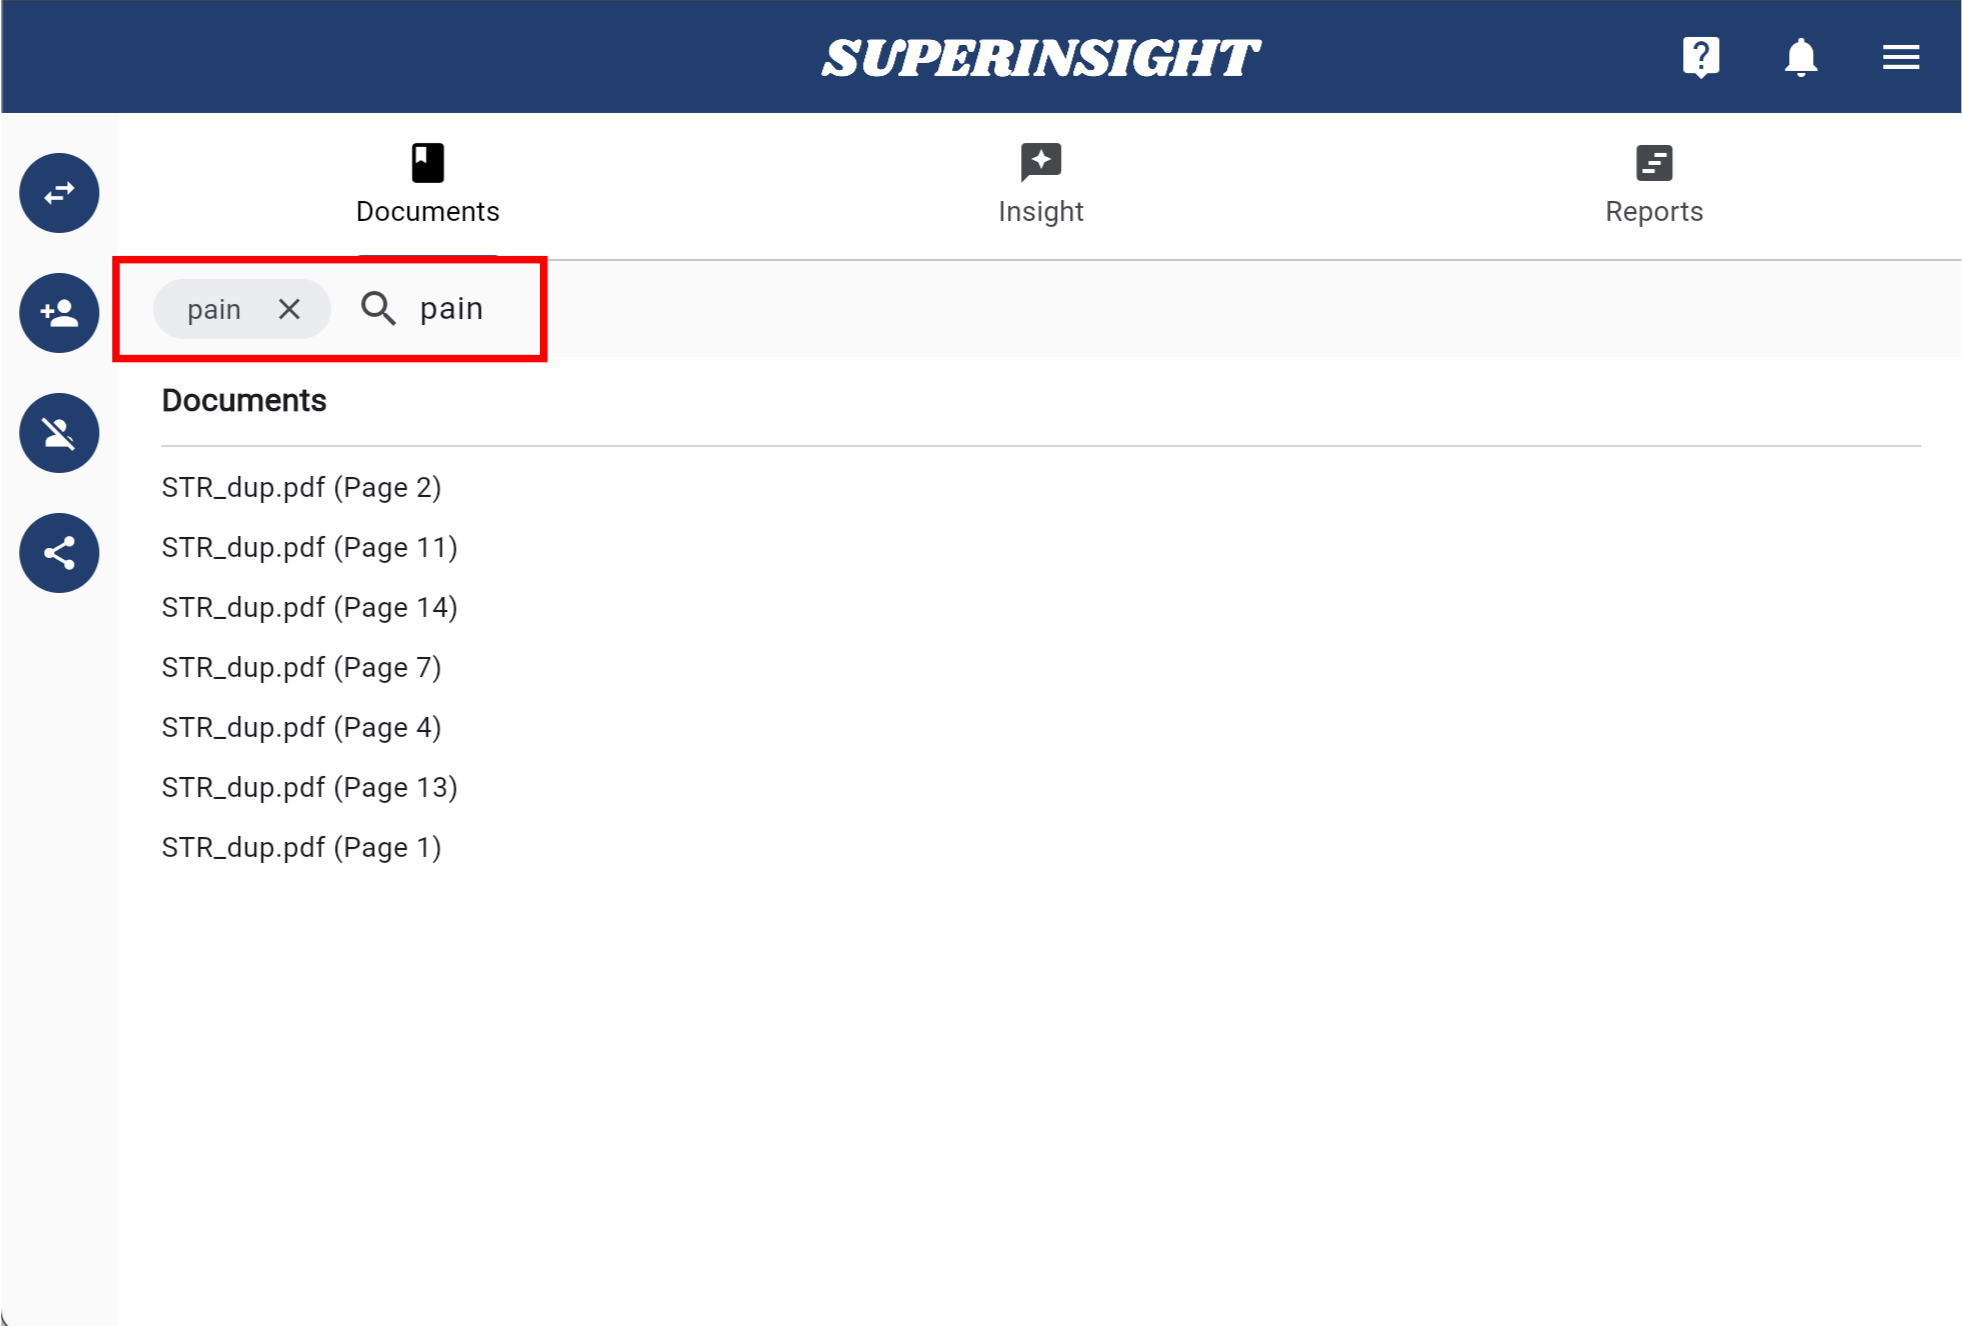 SUPERINSIGHT
Documents
Insight
Reports
pain
pain
Documents
STR_dup.pdf (Page 2)
STR_dup.pdf (Page 11)
STR_dup.pdf (Page 14)
STR_dup.pdf (Page 7)
STR_dup.pdf (Page 4)
STR_dup.pdf (Page 13)
STR_dup.pdf (Page 1)